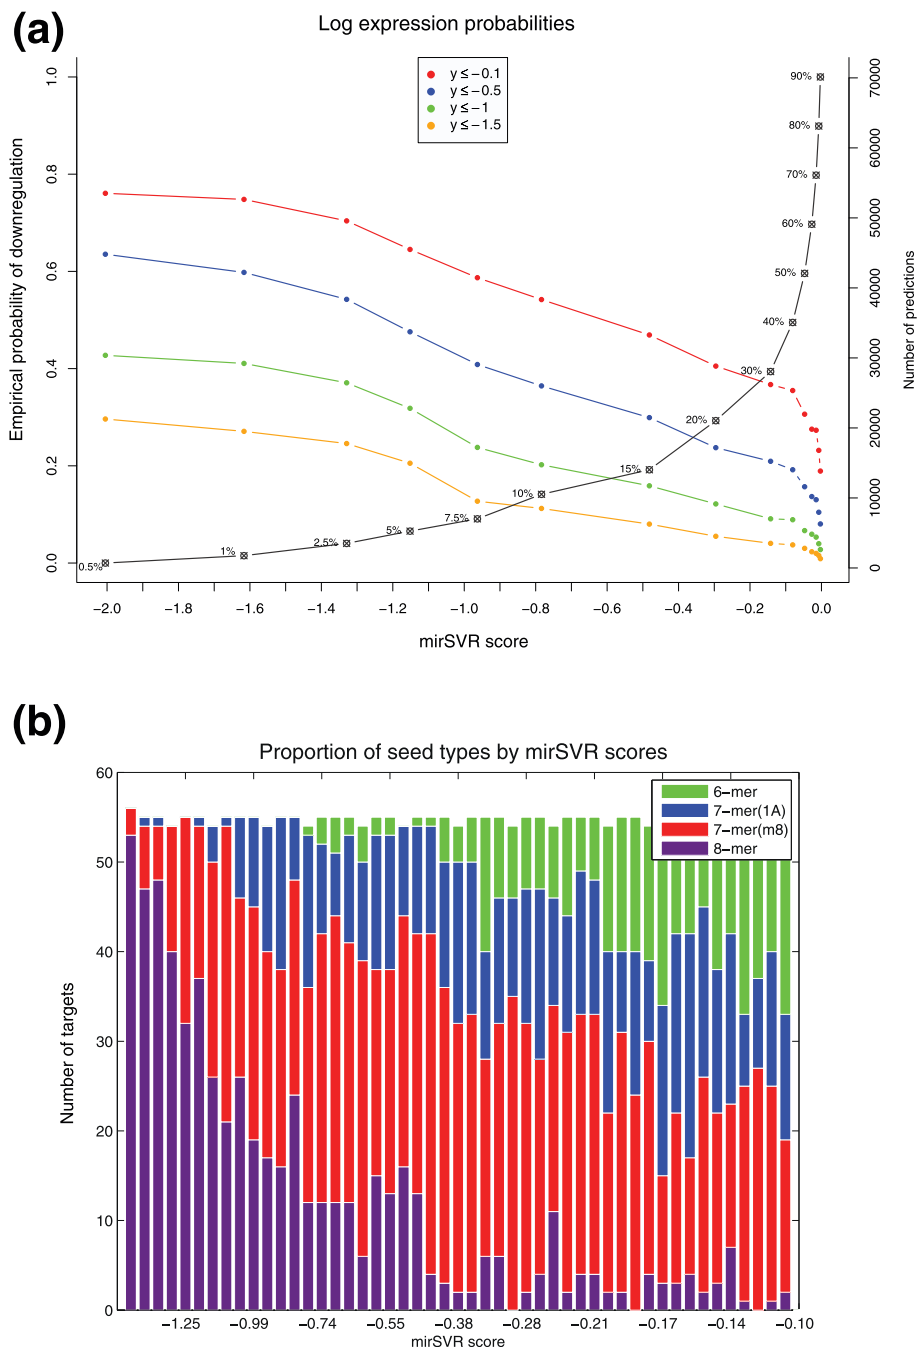 (a)
Log expression probabilities
y ≤ −0.1
y ≤ −0.5
y ≤ −1
y ≤ −1.5
Empirical probability of downregulation
1.0
0.8
0.6
0.4
0.2
0.0
Number of predictions
70000
60000
50000
40000
30000
20000
10000
0
90%
80%
70%
60%
50%
40%
30%
20%
15%
10%
7.5%
5%
2.5%
1%
0.5%
−2.0 −1.8 −1.6 −1.4 −1.2 −1.0 −0.8 −0.6 −0.4 −0.2 0.0
mirSVR score
(b)
Proportion of seed types by mirSVR scores
6−mer
7−mer(1A)
7−mer(m8)
8−mer
Number of targets
60
50
40
30
20
10
0
−1.25 −0.99 −0.74 −0.55 −0.38 −0.28 −0.21 −0.17 −0.14 −0.10
mirSVR score